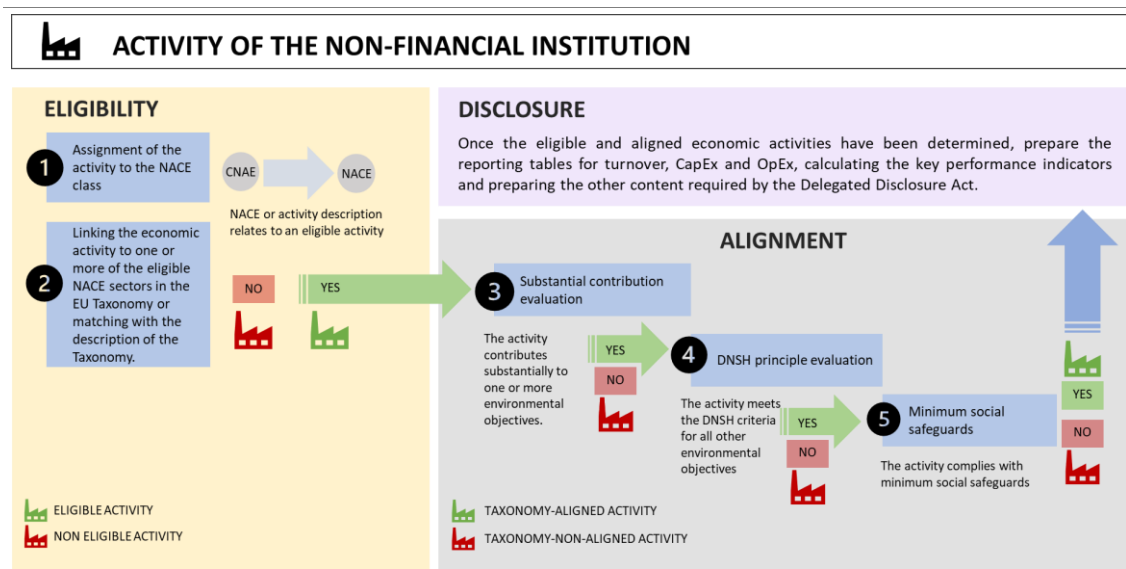 ACTIVITY OF THE NON-FINANCIAL INSTITUTION
ELIGIBILITY
1
Assignment of the
activity to the NACE
class
CNAE
NACE
NACE or activity description
relates to an eligible activity
2
Linking the economic
activity to one or
more of the eligible
NACE sectors in the
EU Taxonomy or
matching with the
description of the
Taxonomy.
NO
YES
ELIGIBLE ACTIVITY
NON ELIGIBLE ACTIVITY
DISCLOSURE
Once the eligible and aligned economic activities have been determined, prepare the
reporting tables for turnover, CapEx and OpEx, calculating the key performance indicators
and preparing the other content required by the Delegated Disclosure Act.
ALIGNMENT
3
Substantial contribution
evaluation
The activity
contributes
substantially to
one or more
environmental
objectives.
YES
NO
4
DNSH principle evaluation
The activity meets
the DNSH criteria
for all other
environmental
objectives
YES
NO
5
Minimum social
safeguards
The activity complies with
minimum social safeguards
YES
NO
TAXONOMY-ALIGNED ACTIVITY
TAXONOMY-NON-ALIGNED ACTIVITY